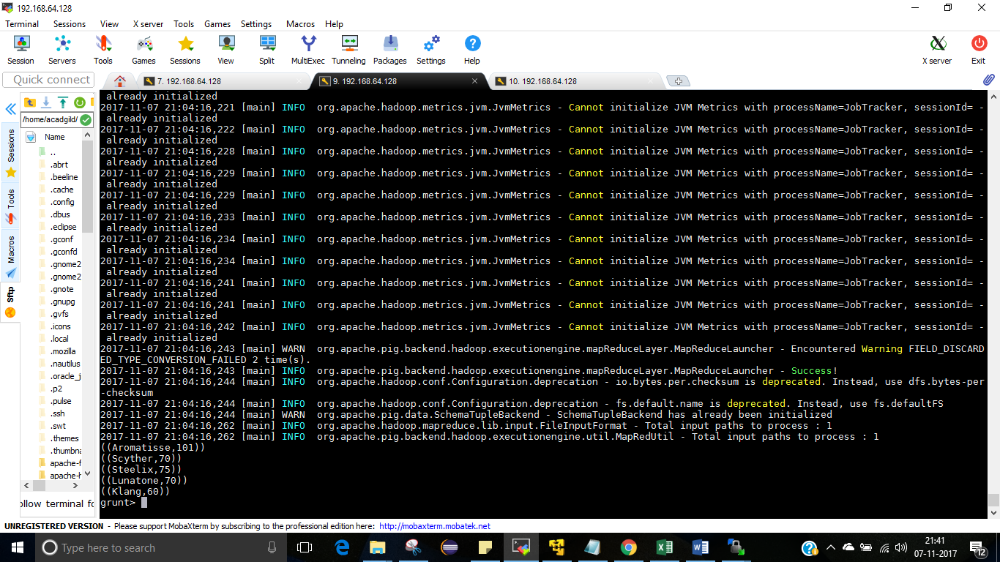 192.168.64.128
Terminal Sessions View X server Tools Games Settings Macros Help
Session Servers Tools Games Sessions View Split MultiExec Tunneling Packages Settings Help X server Exit
Quick connect
7. 192.168.64.128
9. 192.168.64.128
10. 192.168.64.128
/home/acadgild/
Name
..
.abrt
.beeline
.cache
.config
.dbus
.eclipse
.gconf
.gconfd
.gnome2
.gnome2
.gnote
.gnupg
.gvfs
.icons
.local
.mozilla
.nautilus
.oracle_j
.p2
.pulse
.ssh
.swt
.themes
.thumbna
apache-f
apache-h
ollow terminal fo
Sessions
Tools
Macros
Sftp
already initialized
2017-11-07 21:04:16,221 [main] INFO org.apache.hadoop.metrics.jvm.JvmMetrics - Cannot initialize JVM Metrics with processName=JobTracker, sessionId= -
already initialized
2017-11-07 21:04:16,222 [main] INFO org.apache.hadoop.metrics.jvm.JvmMetrics - Cannot initialize JVM Metrics with processName=JobTracker, sessionId= -
already initialized
2017-11-07 21:04:16,228 [main] INFO org.apache.hadoop.metrics.jvm.JvmMetrics - Cannot initialize JVM Metrics with processName=JobTracker, sessionId= -
already initialized
2017-11-07 21:04:16,229 [main] INFO org.apache.hadoop.metrics.jvm.JvmMetrics - Cannot initialize JVM Metrics with processName=JobTracker, sessionId= -
already initialized
2017-11-07 21:04:16,229 [main] INFO org.apache.hadoop.metrics.jvm.JvmMetrics - Cannot initialize JVM Metrics with processName=JobTracker, sessionId= -
already initialized
2017-11-07 21:04:16,233 [main] INFO org.apache.hadoop.metrics.jvm.JvmMetrics - Cannot initialize JVM Metrics with processName=JobTracker, sessionId= -
already initialized
2017-11-07 21:04:16,234 [main] INFO org.apache.hadoop.metrics.jvm.JvmMetrics - Cannot initialize JVM Metrics with processName=JobTracker, sessionId= -
already initialized
2017-11-07 21:04:16,234 [main] INFO org.apache.hadoop.metrics.jvm.JvmMetrics - Cannot initialize JVM Metrics with processName=JobTracker, sessionId= -
already initialized
2017-11-07 21:04:16,241 [main] INFO org.apache.hadoop.metrics.jvm.JvmMetrics - Cannot initialize JVM Metrics with processName=JobTracker, sessionId= -
already initialized
2017-11-07 21:04:16,241 [main] INFO org.apache.hadoop.metrics.jvm.JvmMetrics - Cannot initialize JVM Metrics with processName=JobTracker, sessionId= -
already initialized
2017-11-07 21:04:16,242 [main] INFO org.apache.hadoop.metrics.jvm.JvmMetrics - Cannot initialize JVM Metrics with processName=JobTracker, sessionId= -
already initialized
2017-11-07 21:04:16,243 [main] WARN org.apache.pig.backend.hadoop.executionengine.mapReduceLayer.MapReduceLauncher - Encountered Warning FIELD_DISCARD
ED_TYPE_CONVERSION_FAILED 2 time(s).
2017-11-07 21:04:16,243 [main] INFO org.apache.pig.backend.hadoop.executionengine.mapReduceLayer.MapReduceLauncher - Success!
2017-11-07 21:04:16,244 [main] INFO org.apache.hadoop.conf.Configuration.deprecation - io.bytes.per.checksum is deprecated. Instead, use dfs.bytes-per
-checksum
2017-11-07 21:04:16,244 [main] INFO org.apache.hadoop.conf.Configuration.deprecation - fs.default.name is deprecated. Instead, use fs.defaultFS
2017-11-07 21:04:16,244 [main] WARN org.apache.pig.data.SchemaTupleBackend - SchemaTupleBackend has already been initialized
2017-11-07 21:04:16,262 [main] INFO org.apache.hadoop.mapreduce.lib.input.FileInputFormat - Total input paths to process : 1
2017-11-07 21:04:16,262 [main] INFO org.apache.pig.backend.hadoop.executionengine.util.MapRedUtil - Total input paths to process : 1
((Aromatisse,101))
((Scyther,70))
((Steelix,75))
((Lunatone,70))
((Klang,60))
grunt>
UNREGISTERED VERSION - Please support MobaXterm by subscribing to the professional edition here: http://mobaxterm.mobatek.net
Type here to search
21:41
07-11-2017
12